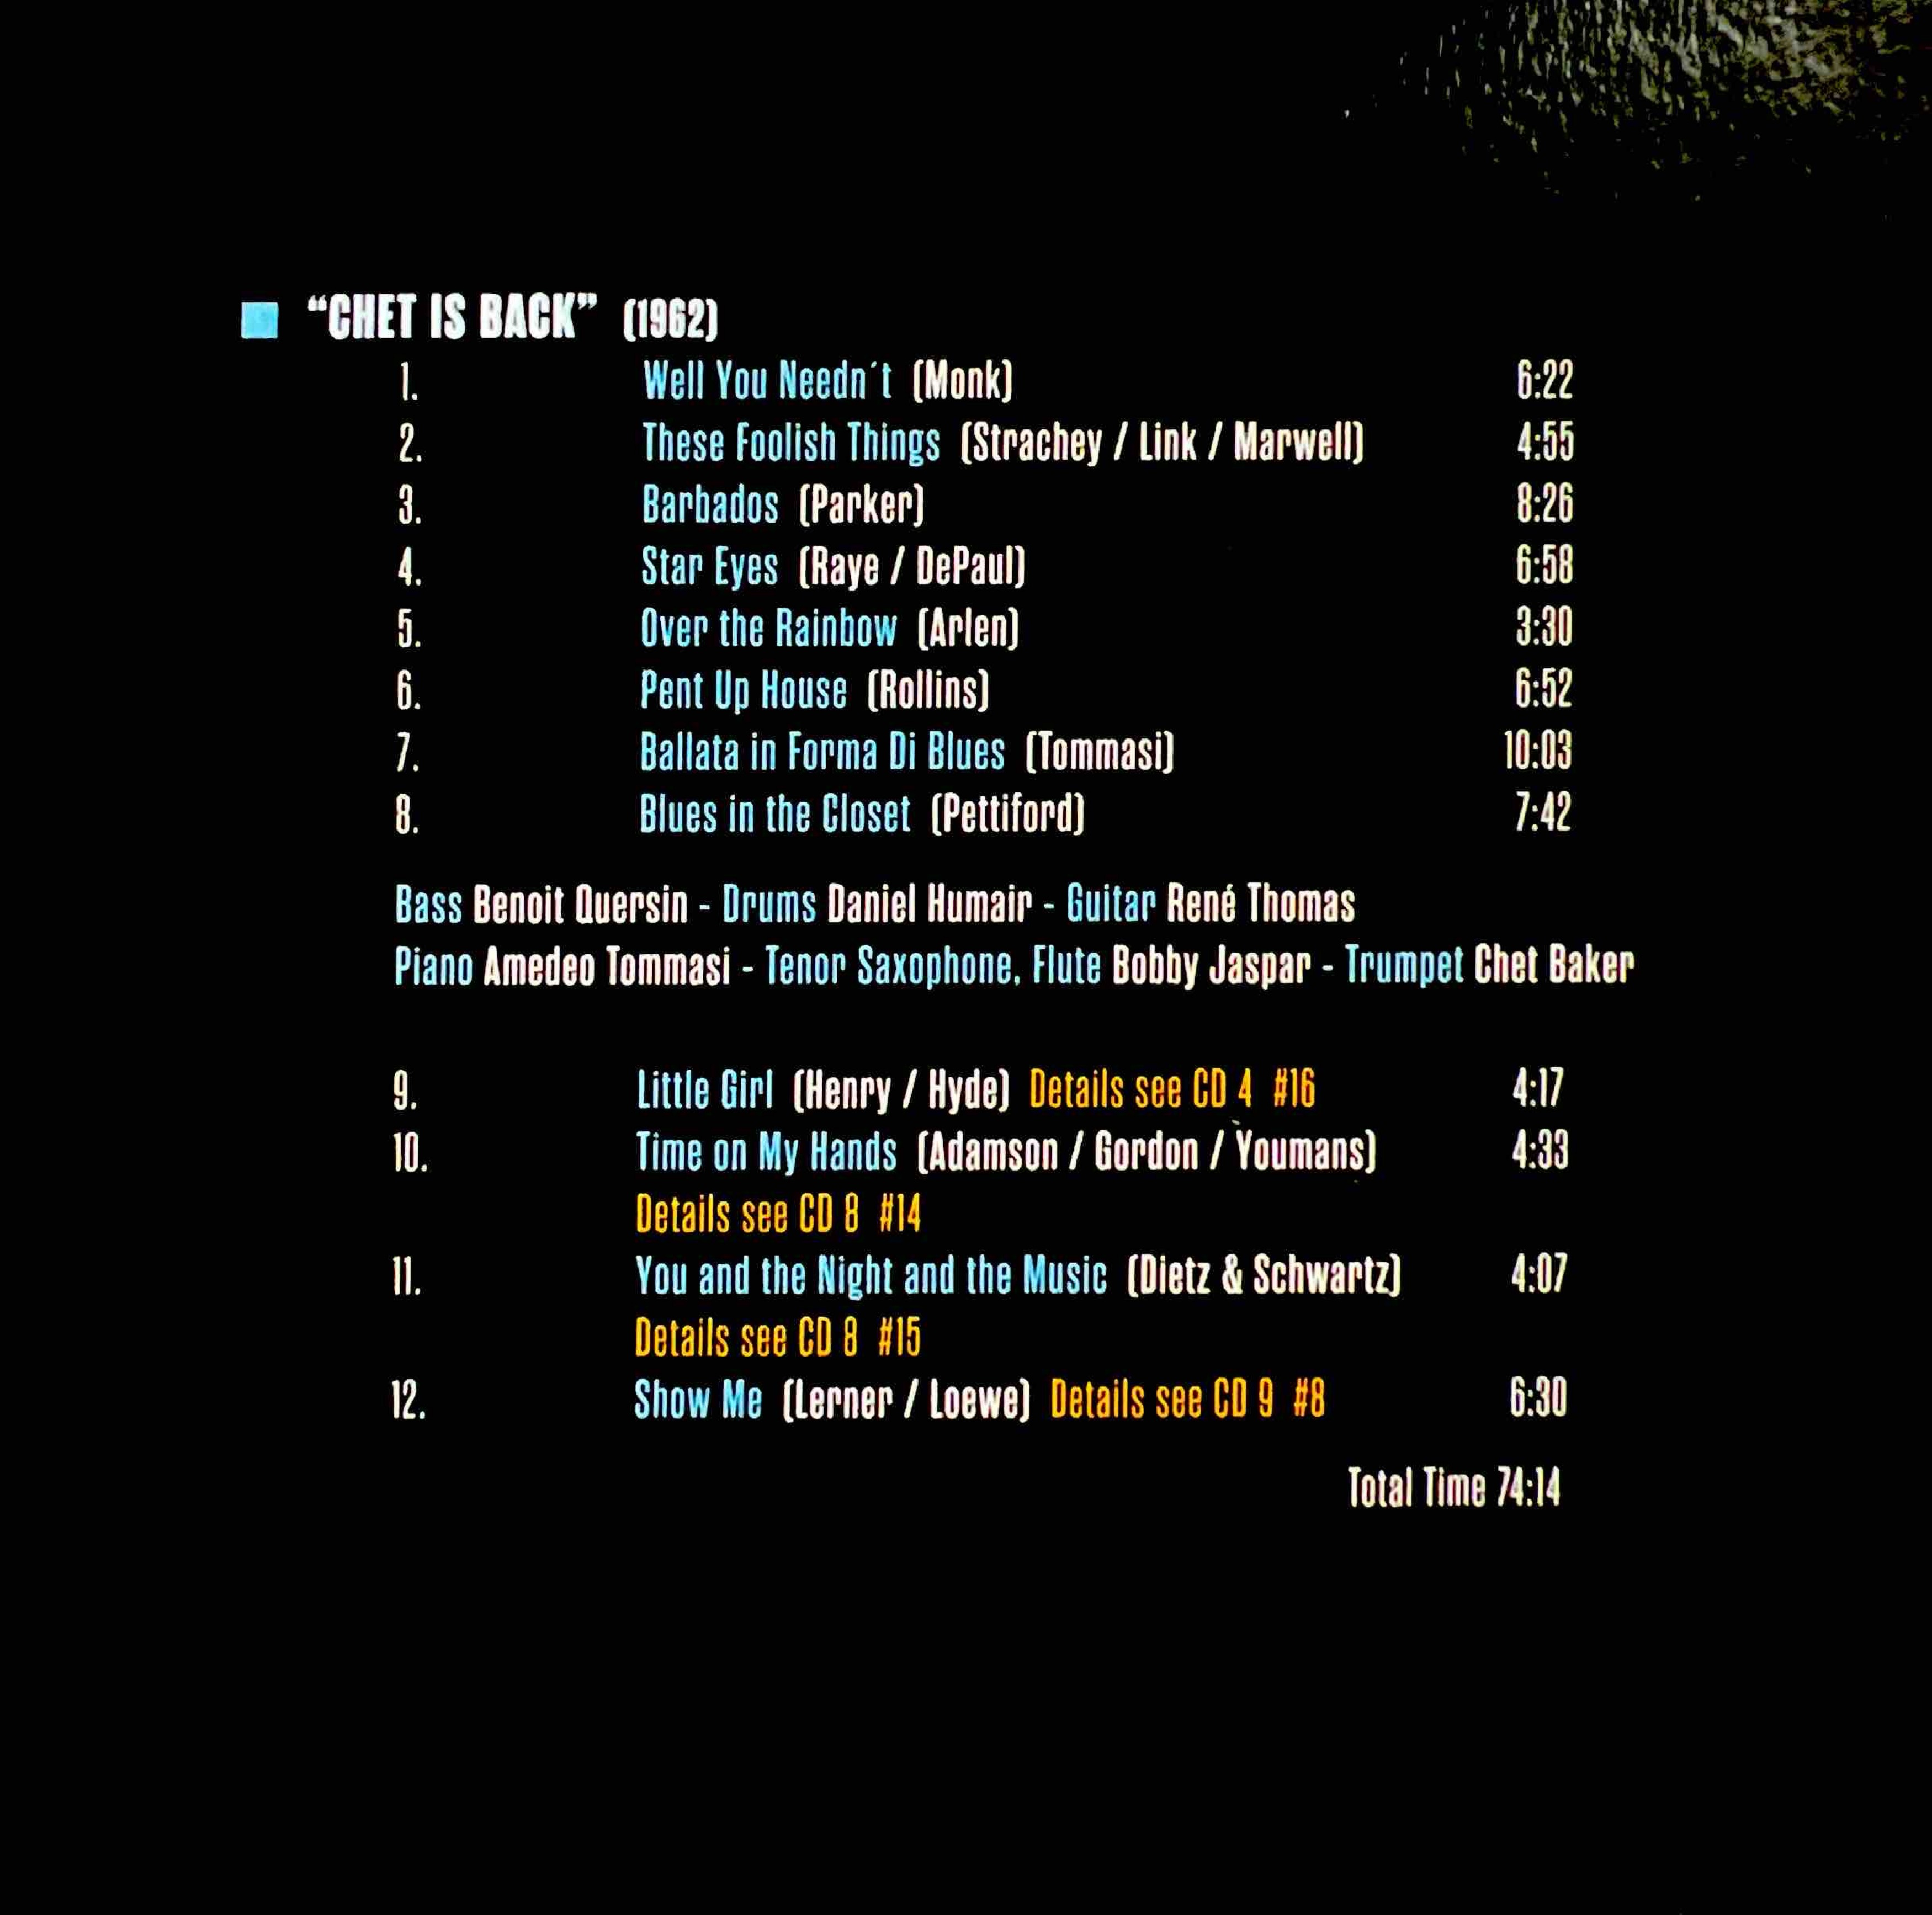 “CHET IS BACK” (1962)
1. Well You Needn´t (Monk) 6:22
2. These Foolish Things (Strachey / Link / Marwell) 4:55
3. Barbados (Parker) 8:26
4. Star Eyes (Raye / DePaul) 6:58
5. Over the Rainbow (Arlen) 3:30
6. Pent Up House (Rollins) 6:52
7. Ballata in Forma Di Blues (Tommasi) 10:03
8. Blues in the Closet (Pettiford) 7:42
Bass Benoit Quersin - Drums Daniel Humair - Guitar René Thomas
Piano Amedeo Tommasi - Tenor Saxophone, Flute Bobby Jaspar - Trumpet Chet Baker
9. Little Girl (Henry / Hyde) Details see CD 4 #16 4:17
10. Time on My Hands (Adamson / Gordon / Youmans) 4:33
Details see CD 8 #14
11. You and the Night and the Music (Dietz & Schwartz) 4:07
Details see CD 8 #15
12. Show Me (Lerner / Loewe) Details see CD 9 #8 6:30
Total Time 74:14